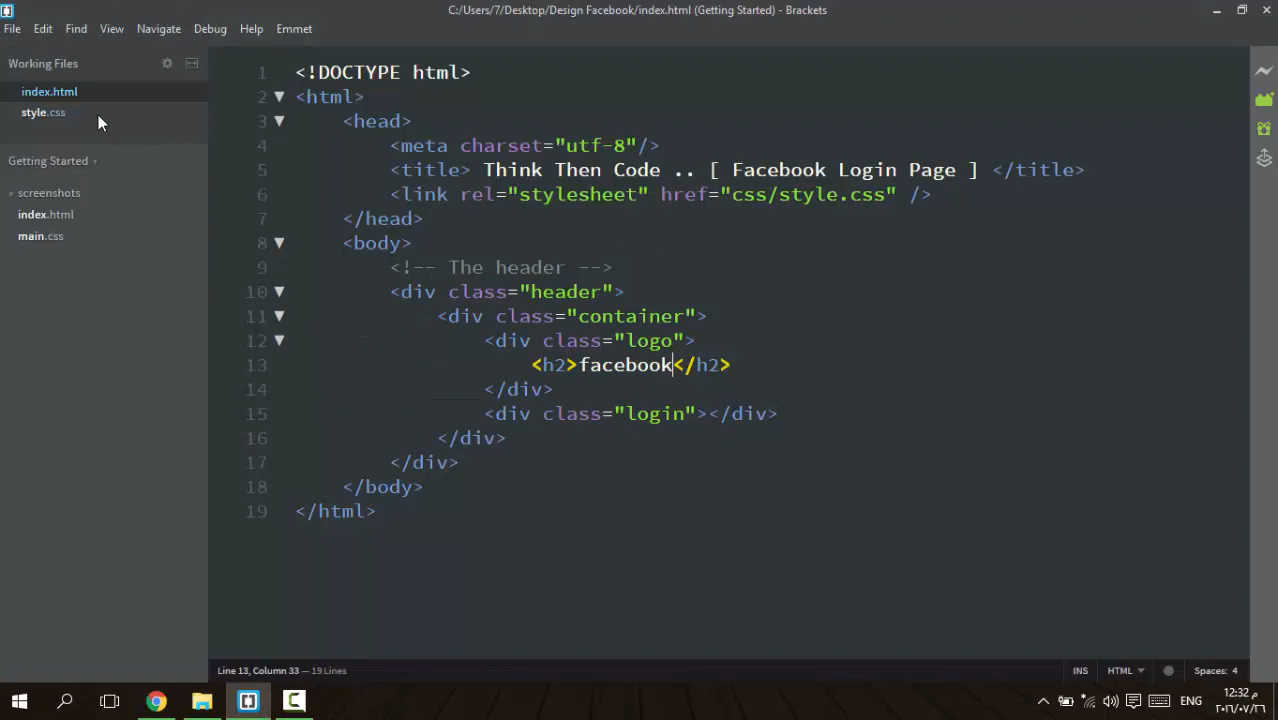 C:/Users/7/Desktop/Design Facebook/index.html (Getting Started) - Brackets
File Edit Find View Navigate Debug Help Emmet
Working Files
index.html
style.css
Getting Started
screenshots
index.html
main.css
1 <!DOCTYPE html>
2 <html>
3 <head>
4 <meta charset="utf-8"/>
5 <title> Think Then Code .. [ Facebook Login Page ] </title>
6 <link rel="stylesheet" href="css/style.css" />
7 </head>
8 <body>
9 <!-- The header -->
10 <div class="header">
11 <div class="container">
12 <div class="logo">
13 <h2>facebook</h2>
14 </div>
15 <div class="login"></div>
16 </div>
17 </div>
18 </body>
19 </html>
Line 13, Column 33 — 19 Lines
INS HTML Spaces: 4
ENG
12:32 م
٢٠١٦/٠٧/٢٦